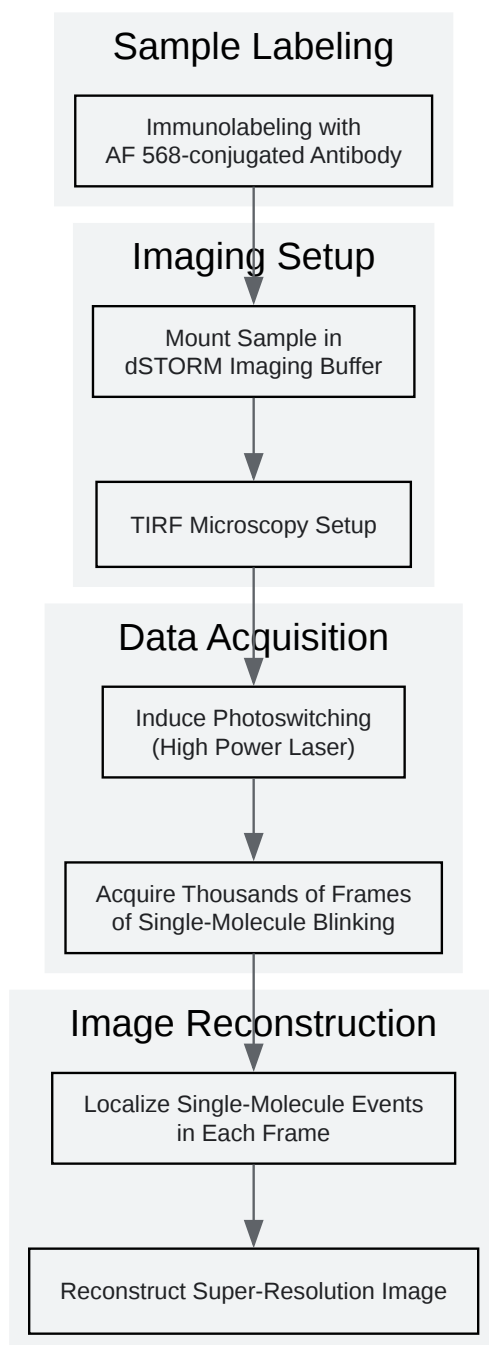 Sample Labeling
Immunolabeling with
AF 568-conjugated Antibody
Imaging Setup
Mount Sample in
dSTORM Imaging Buffer
TIRF Microscopy Setup
Data Acquisition
Induce Photoswitching
(High Power Laser)
Acquire Thousands of Frames
of Single-Molecule Blinking
Image Reconstruction
Localize Single-Molecule Events
in Each Frame
Reconstruct Super-Resolution Image